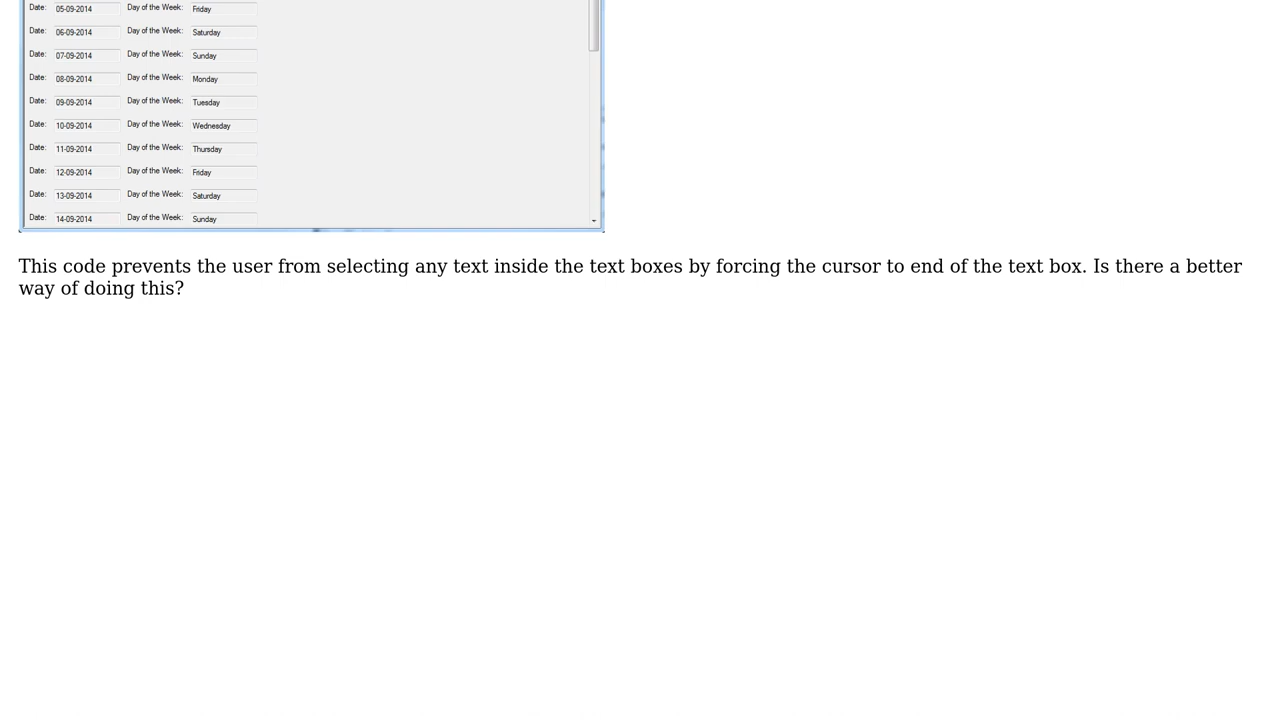 Date: 05-09-2014 Day of the Week: Friday
Date: 06-09-2014 Day of the Week: Saturday
Date: 07-09-2014 Day of the Week: Sunday
Date: 08-09-2014 Day of the Week: Monday
Date: 09-09-2014 Day of the Week: Tuesday
Date: 10-09-2014 Day of the Week: Wednesday
Date: 11-09-2014 Day of the Week: Thursday
Date: 12-09-2014 Day of the Week: Friday
Date: 13-09-2014 Day of the Week: Saturday
Date: 14-09-2014 Day of the Week: Sunday
This code prevents the user from selecting any text inside the text boxes by forcing the cursor to end of the text box. Is there a better
way of doing this?